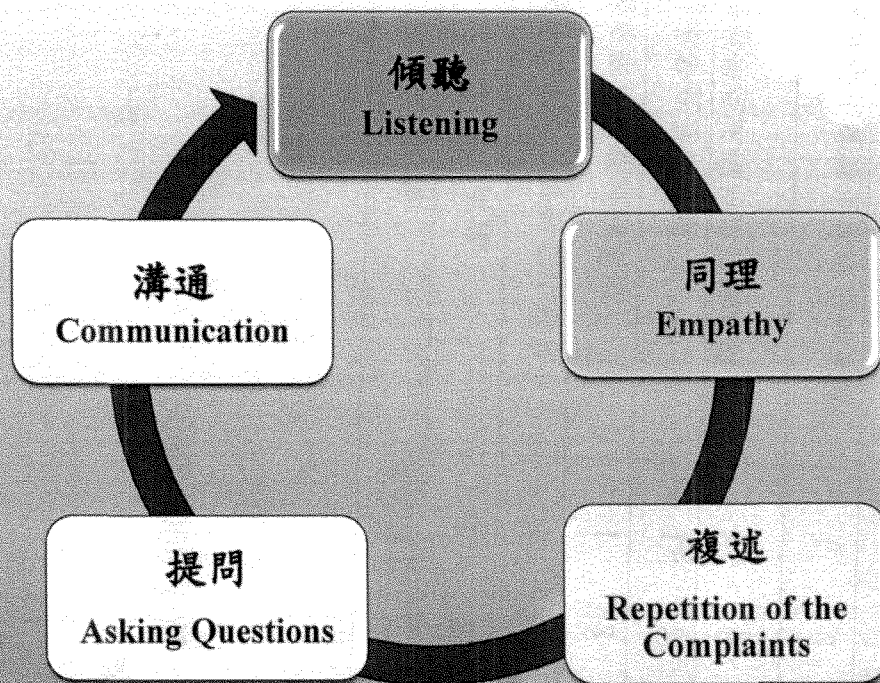 傾聽
Listening
同理
Empathy
複述
Repetition of the
Complaints
提問
Asking Questions
溝通
Communication